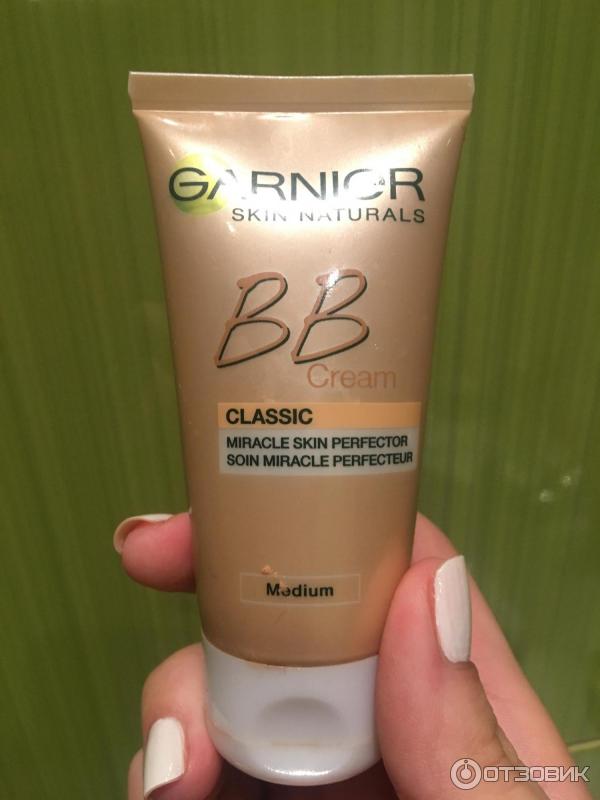 GARNIER
SKIN NATURALS
BB
Cream
CLASSIC
MIRACLE SKIN PERFECTOR
SOIN MIRACLE PERFECTEUR
Medium
ОТЗОВИК